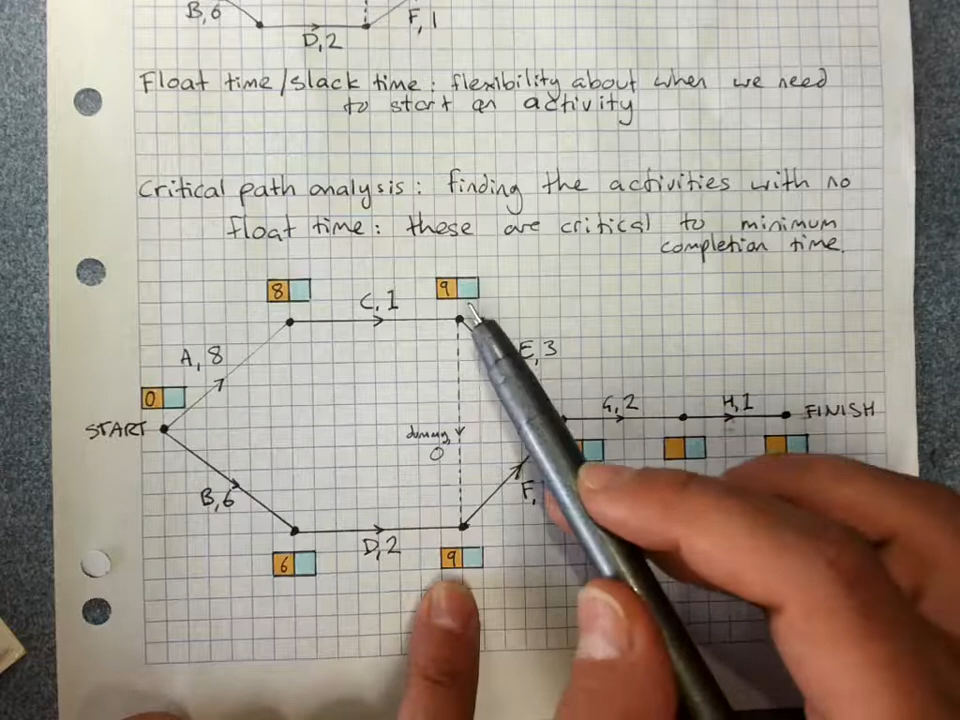 B,6
F,1
D,2
Float time/slack time: flexibility about when we need
to start an activity
Critical path analysis: finding the activities with no
float time: these are critical to minimum
completion time.
8
9
C,1
A,8
E,3
0
G,2
H,1
FINISH
START
dummy,
0
B,6
F,
D,2
6
9